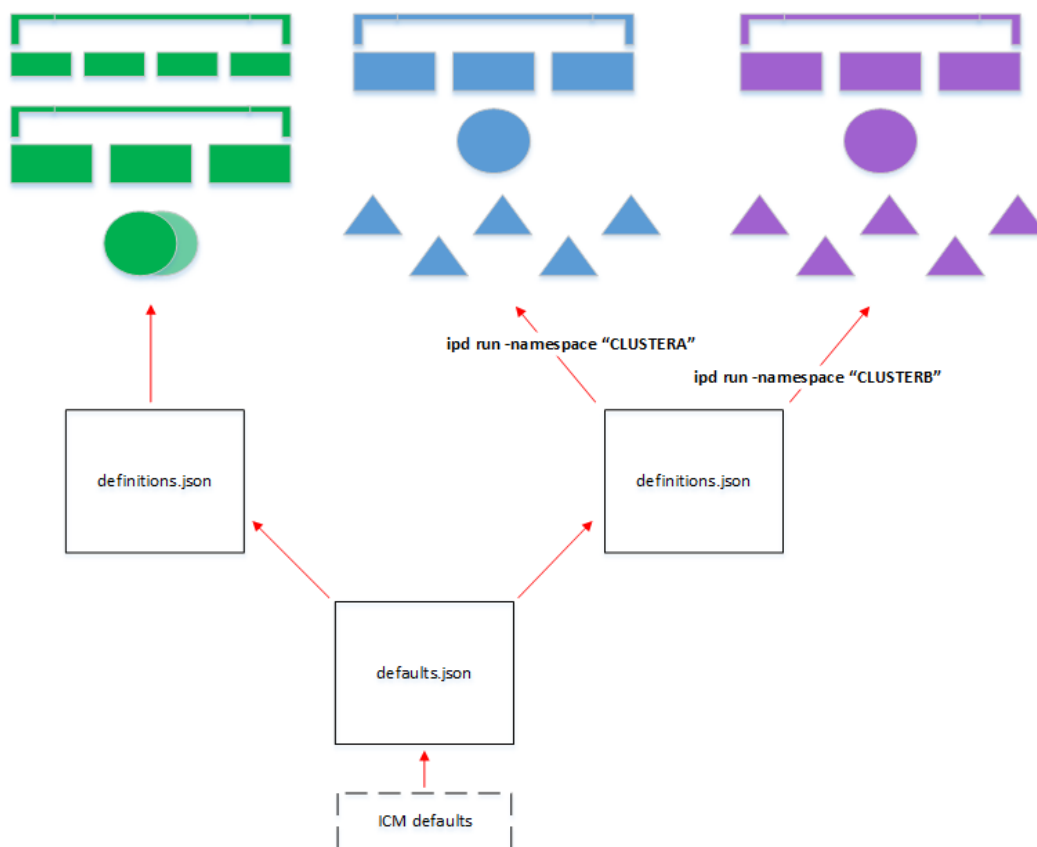 ipd run -namespace “CLUSTERA”
ipd run -namespace “CLUSTERB”
definitions.json
definitions.json
defaults.json
ICM defaults